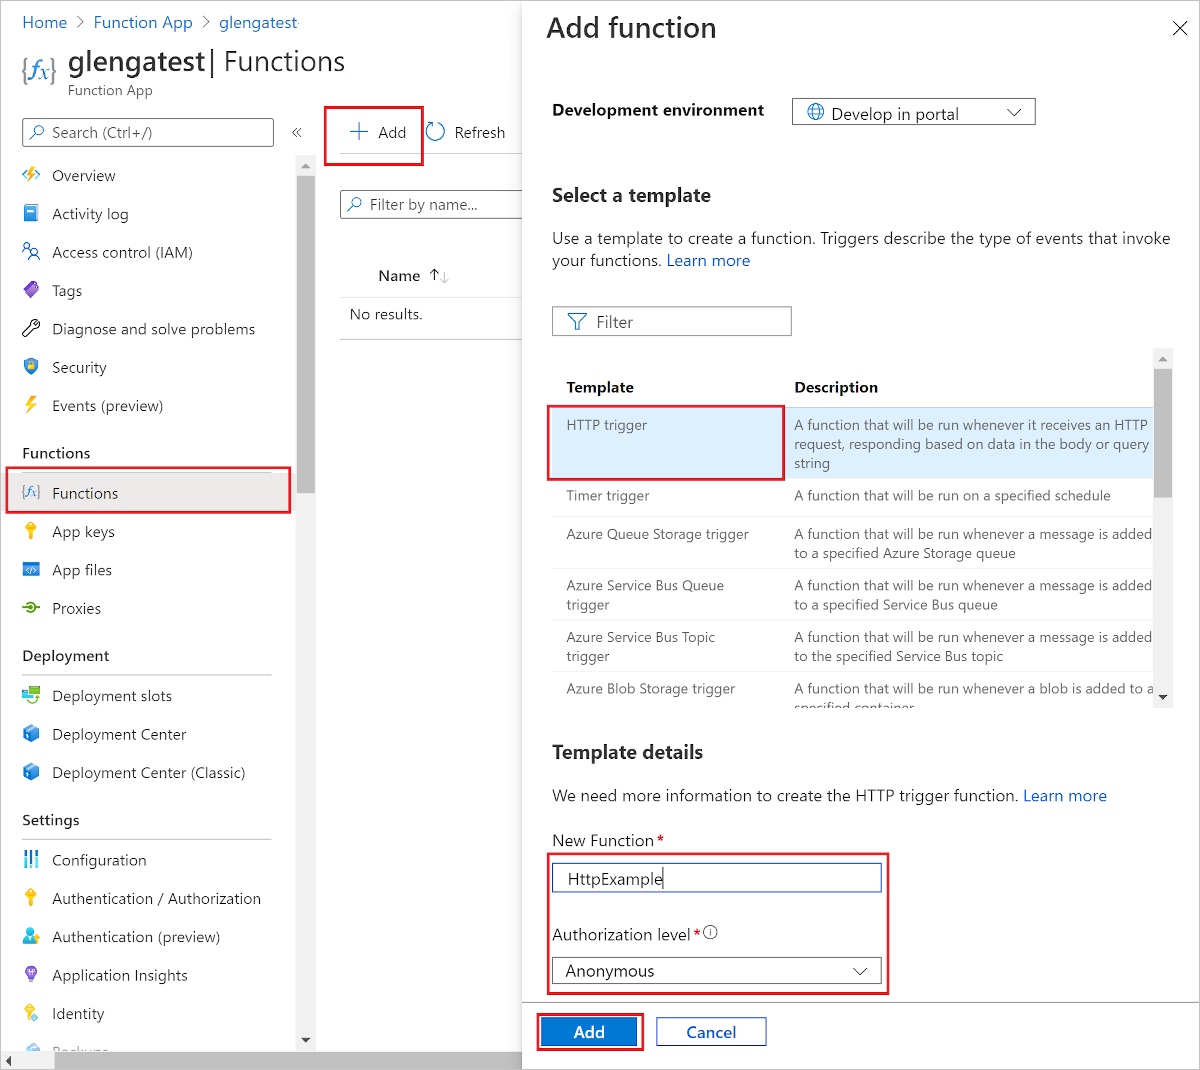 Home > Function App > glengatest
glengatest | Functions
Function App
Search (Ctrl+/)
«
Overview
Activity log
Access control (IAM)
Tags
Diagnose and solve problems
Security
Events (preview)
Functions
Functions
App keys
App files
Proxies
Deployment
Deployment slots
Deployment Center
Deployment Center (Classic)
Settings
Configuration
Authentication / Authorization
Authentication (preview)
Application Insights
Identity
Backups
Add
Refresh
Filter by name...
Name ↑↓
No results.
Add function
Development environment
Develop in portal
Select a template
Use a template to create a function. Triggers describe the type of events that invoke
your functions. Learn more
Filter
Template Description
HTTP trigger
A function that will be run whenever it receives an HTTP
request, responding based on data in the body or query
string
Timer trigger
A function that will be run on a specified schedule
Azure Queue Storage trigger
A function that will be run whenever a message is added
to a specified Azure Storage queue
Azure Service Bus Queue
trigger
A function that will be run whenever a message is added
to a specified Service Bus queue
Azure Service Bus Topic
trigger
A function that will be run whenever a message is added
to the specified Service Bus topic
Azure Blob Storage trigger
A function that will be run whenever a blob is added to a
specified container
Template details
We need more information to create the HTTP trigger function. Learn more
New Function *
HttpExample
Authorization level *
Anonymous
Add
Cancel